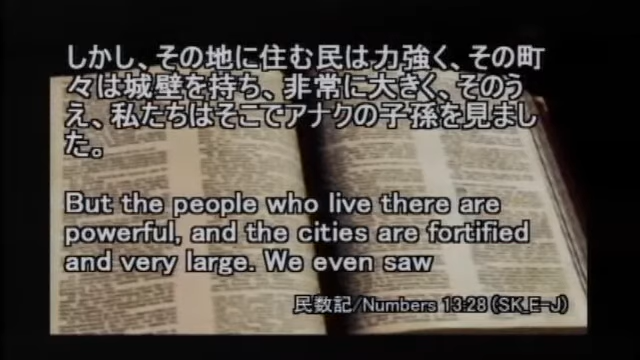 しかし、その地に住む民は力強く、その町
々は城壁を持ち、非常に大きく、そのう
え、私たちはそこでアナクの子孫を見まし
た。
But the people who live there are
powerful, and the cities are fortified
and very large. We even saw
民数記/Numbers 13:28 (SK_E-J)